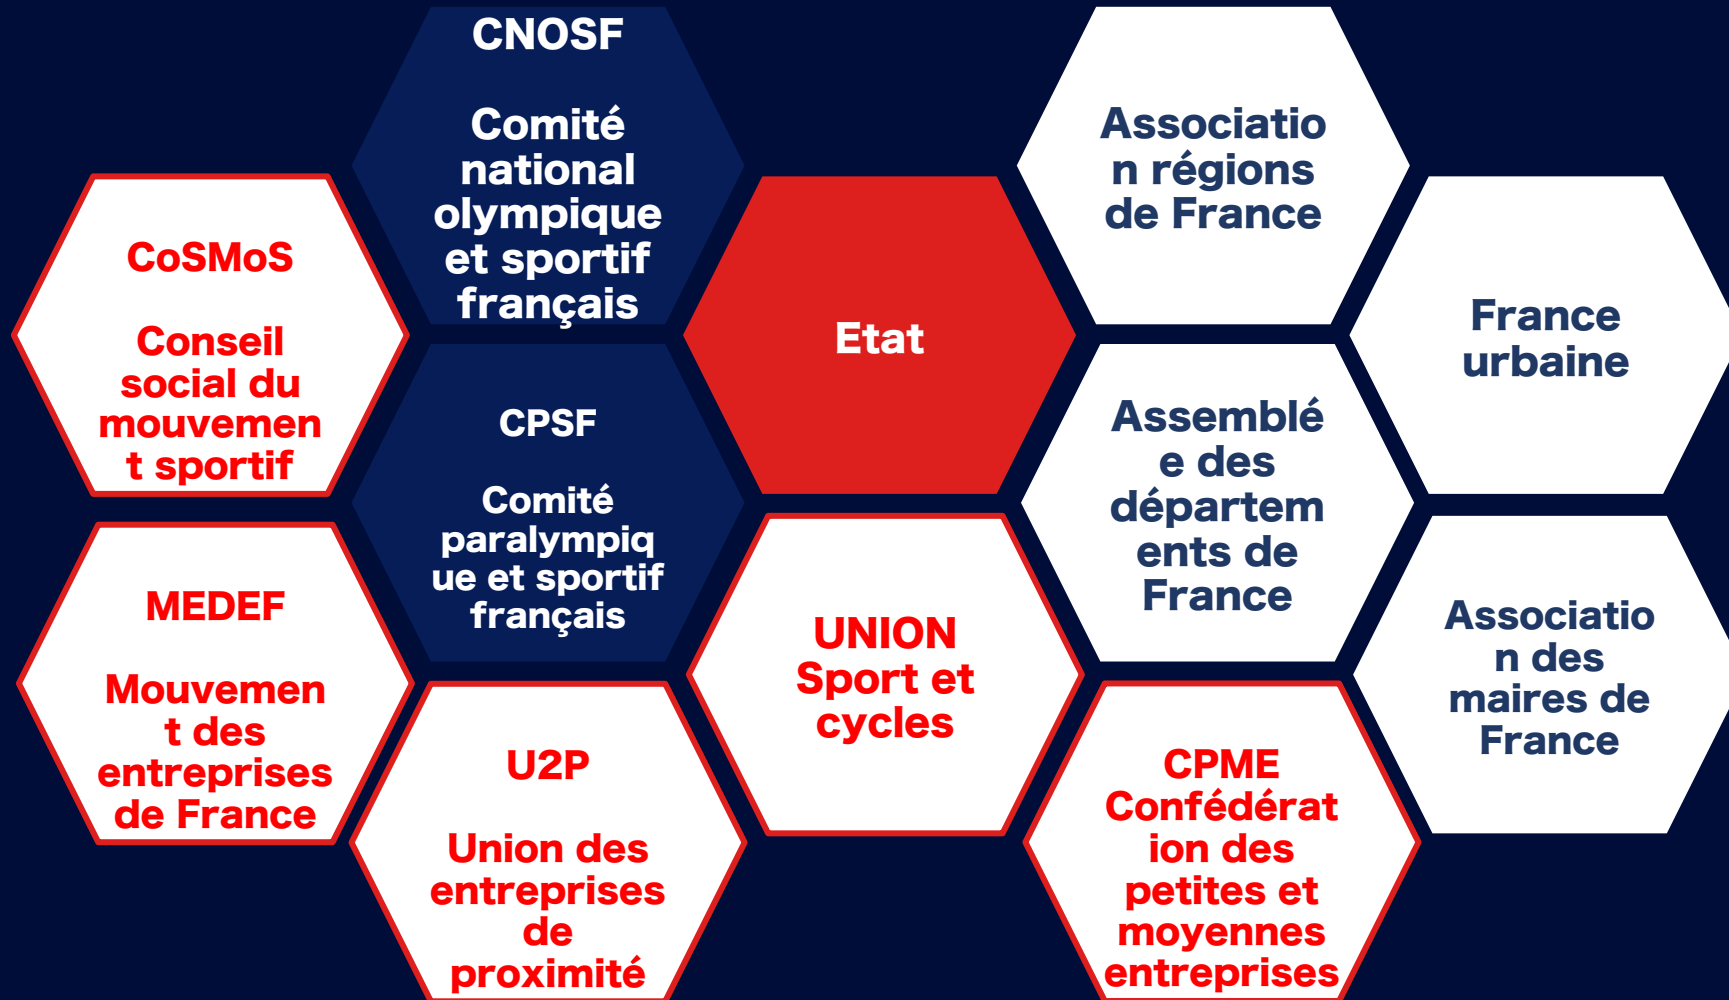 CNOSF
Comité
national
olympique
et sportif
français
Associatio
n régions
de France
CoSMoS
Conseil
social du
mouvemen
t sportif
Etat
France
urbaine
CPSF
Comité
paralympiq
ue et sportif
français
Assemblé
e des
départem
ents de
France
MEDEF
Mouvemen
t des
entreprises
de France
UNION
Sport et
cycles
Associatio
n des
maires de
France
U2P
Union des
entreprises
de
proximité
CPME
Confédérat
ion des
petites et
moyennes
entreprises